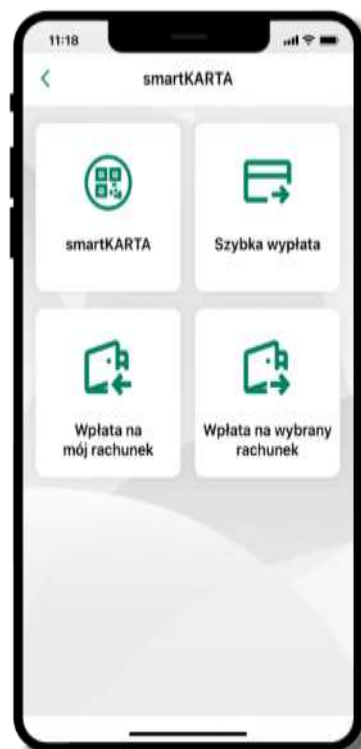 11:18
smartKARTA
smartKARTA
Szybka wypłata
Wpłata na
mój rachunek
Wpłata na wybrany
rachunek